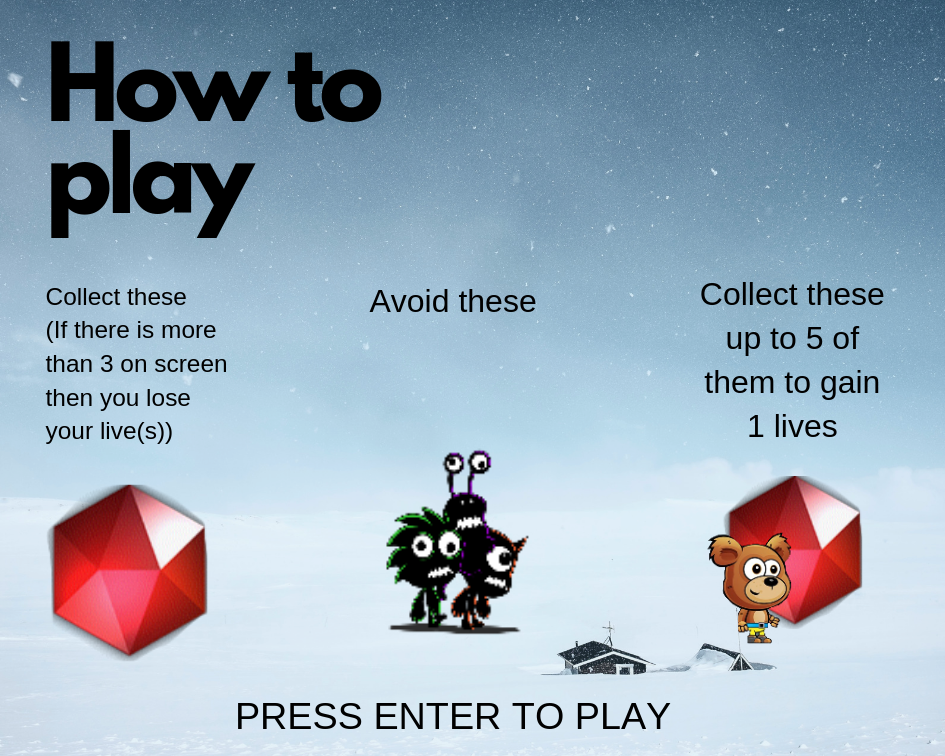 How to
play
Collect these
(If there is more
than 3 on screen
then you lose
your live(s))
Avoid these
Collect these
up to 5 of
them to gain
1 lives
PRESS ENTER TO PLAY